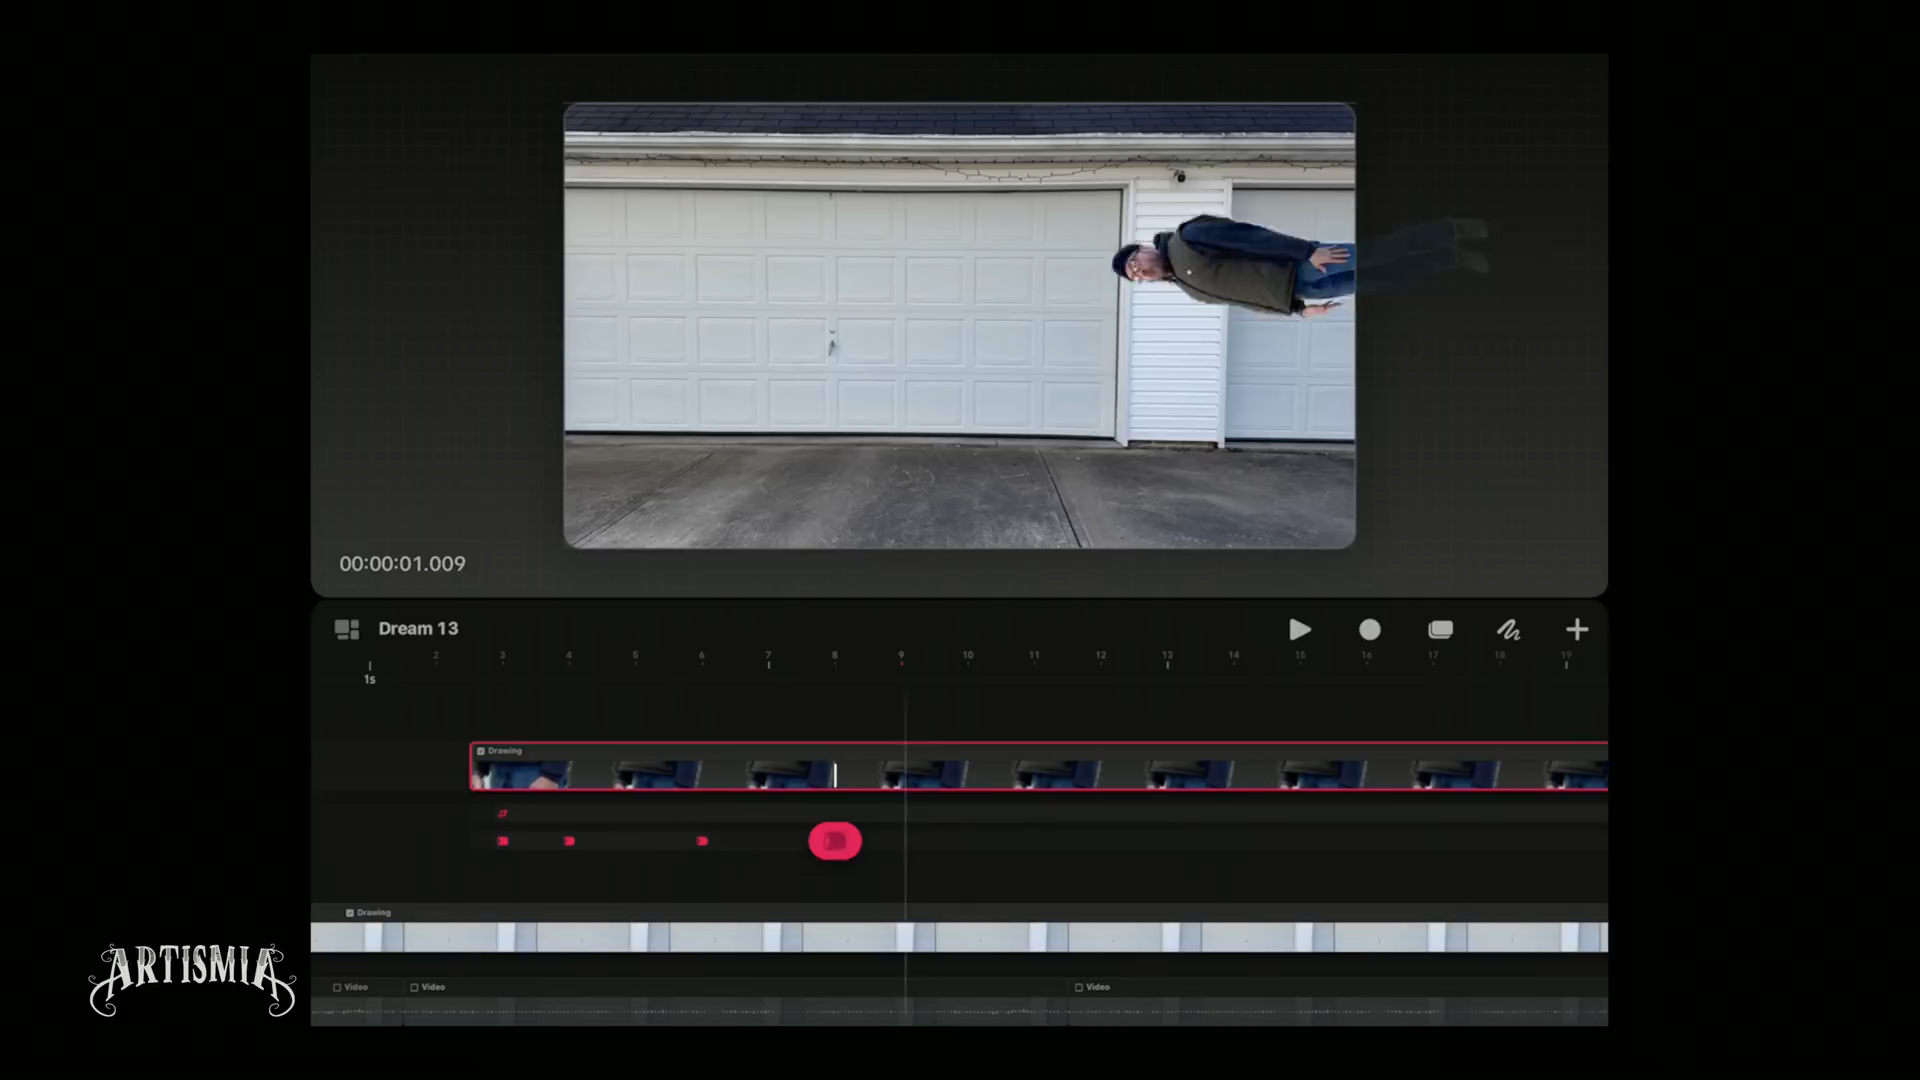 00:00:01.009
Dream 13
2 3 4 5 6 7 8 9 10 11 12 13 14 15 16 17 18 19
1s
Drawing
Drawing
ARTISMIA
Video Video Video